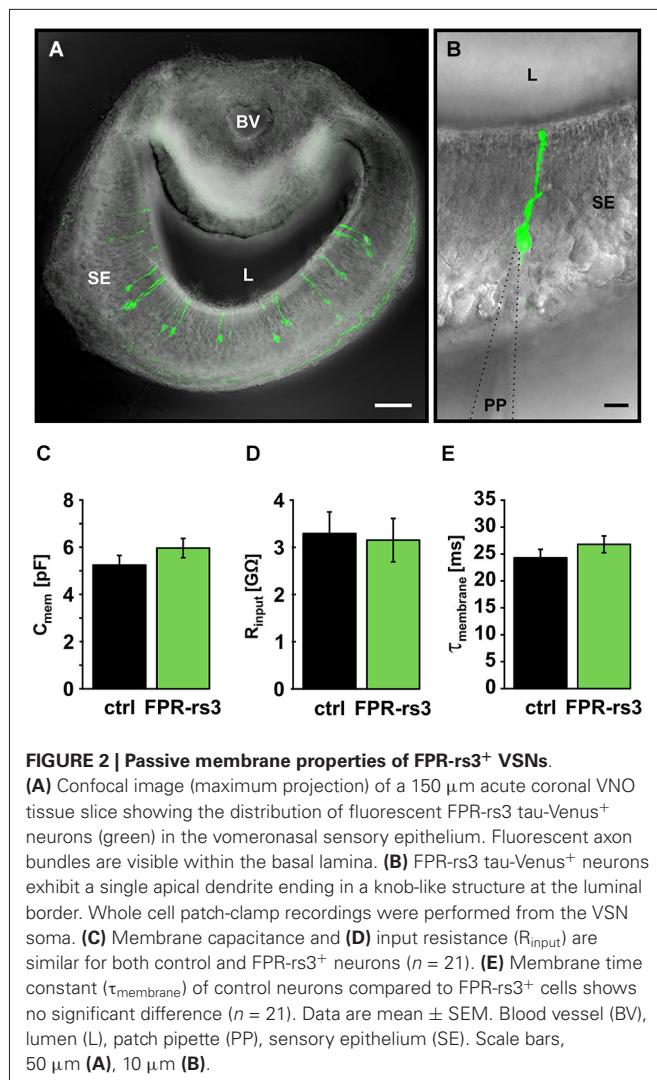 A
BV
L
SE
B
L
SE
PP
C
D
E
8
6
4
2
0
C_mem [pF]
ctrl FPR-rs3
4
3
2
1
0
R_input [GΩ]
ctrl FPR-rs3
35
30
25
20
15
10
5
0
τ_membrane [ms]
ctrl FPR-rs3
FIGURE 2 | Passive membrane properties of FPR-rs3+ VSNs.
(A) Confocal image (maximum projection) of a 150 μm acute coronal VNO
tissue slice showing the distribution of fluorescent FPR-rs3 tau-Venus+
neurons (green) in the vomeronasal sensory epithelium. Fluorescent axon
bundles are visible within the basal lamina. (B) FPR-rs3 tau-Venus+ neurons
exhibit a single apical dendrite ending in a knob-like structure at the luminal
border. Whole cell patch-clamp recordings were performed from the VSN
soma. (C) Membrane capacitance and (D) input resistance (R_input) are
similar for both control and FPR-rs3+ neurons (n = 21). (E) Membrane time
constant (τ_membrane) of control neurons compared to FPR-rs3+ cells shows
no significant difference (n = 21). Data are mean ± SEM. Blood vessel (BV),
lumen (L), patch pipette (PP), sensory epithelium (SE). Scale bars,
50 μm (A), 10 μm (B).